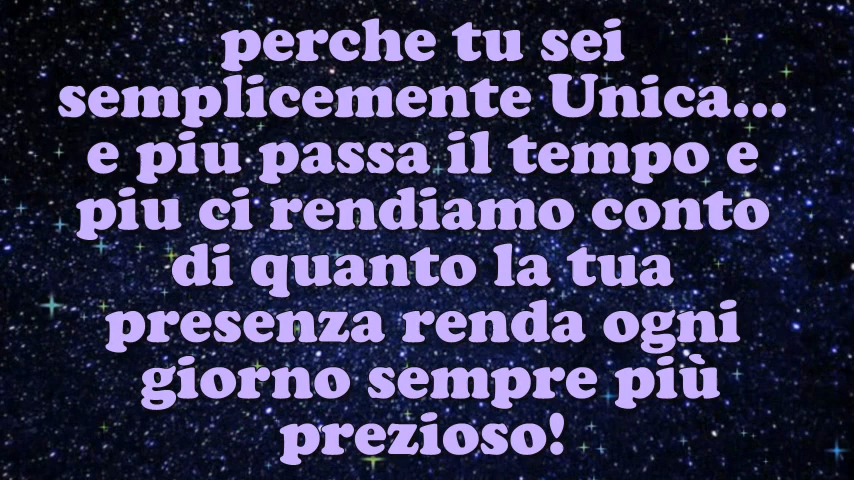 perche tu sei
semplicemente Unica...
e piu passa il tempo e
piu ci rendiamo conto
di quanto la tua
presenza renda ogni
giorno sempre più
prezioso!